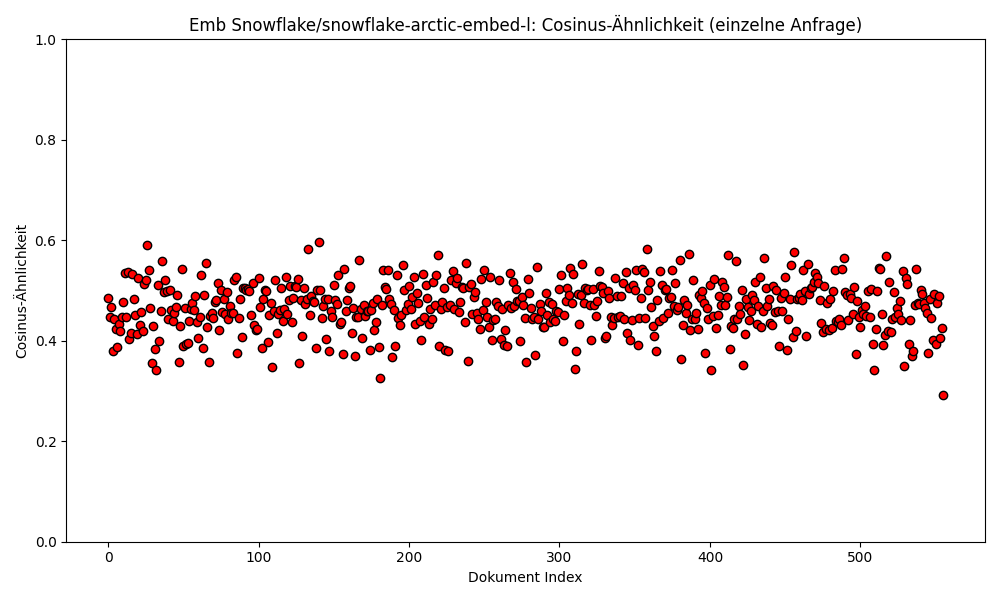 Emb Snowflake/snowflake-arctic-embed-l: Cosinus-Ähnlichkeit (einzelne Anfrage)
1.0
0.8
0.6
0.4
0.2
0.0
Cosinus-Ähnlichkeit
0 100 200 300 400 500
Dokument Index